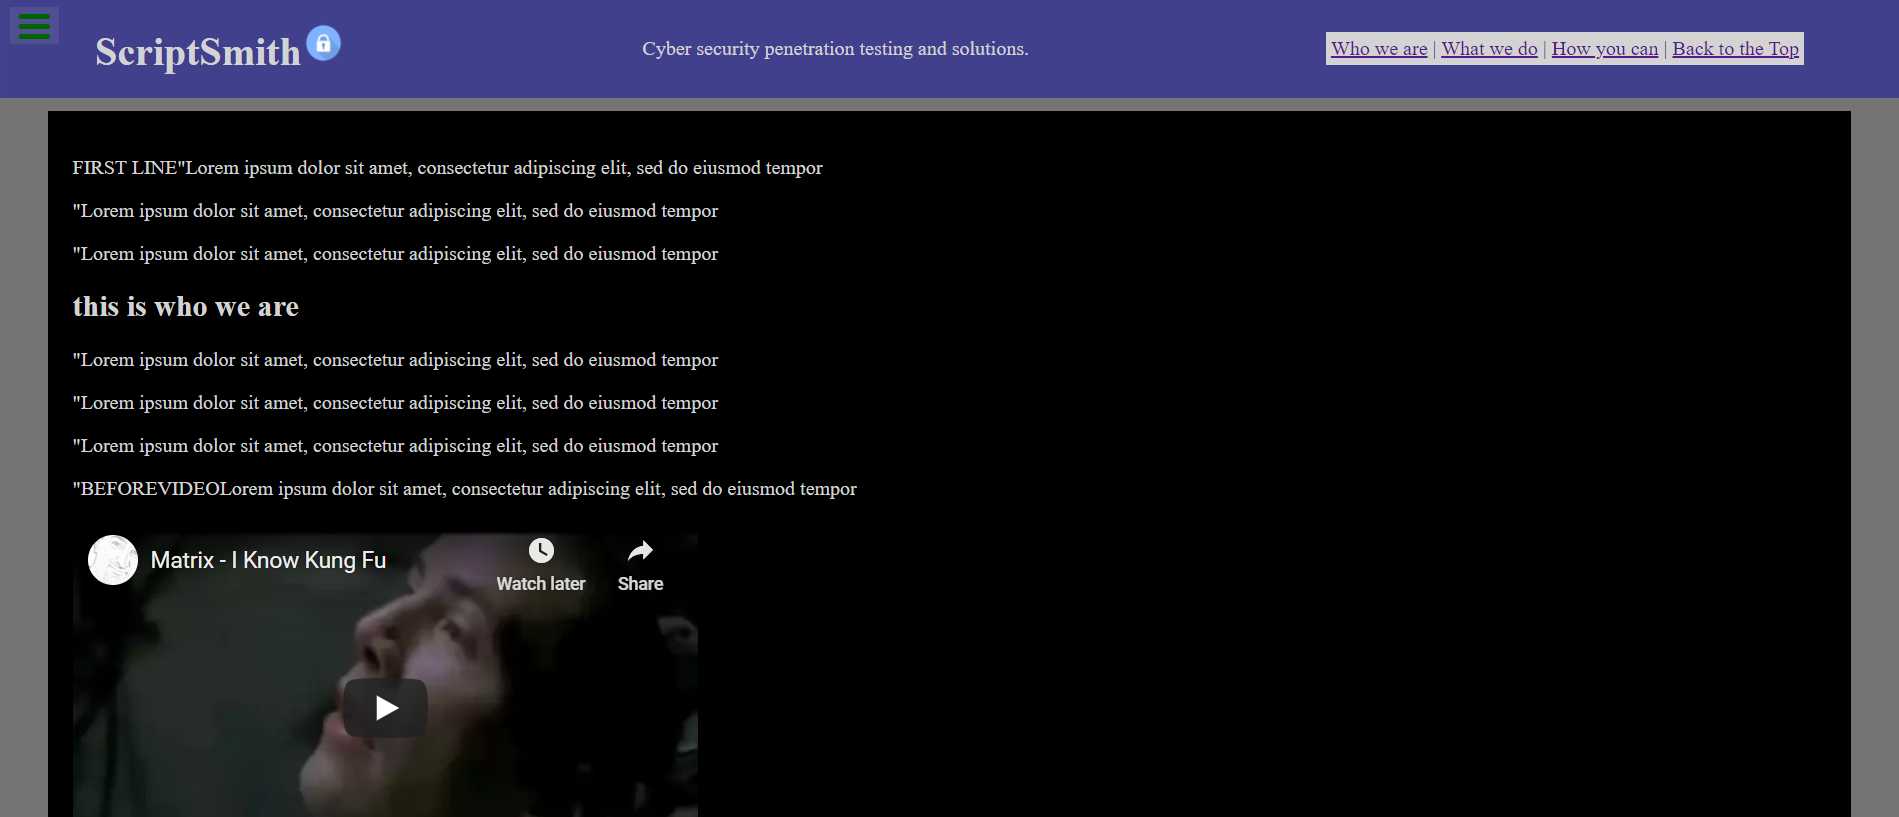 ScriptSmith
Cyber security penetration testing and solutions.
Who we are | What we do | How you can | Back to the Top
FIRST LINE"Lorem ipsum dolor sit amet, consectetur adipiscing elit, sed do eiusmod tempor
"Lorem ipsum dolor sit amet, consectetur adipiscing elit, sed do eiusmod tempor
"Lorem ipsum dolor sit amet, consectetur adipiscing elit, sed do eiusmod tempor
this is who we are
"Lorem ipsum dolor sit amet, consectetur adipiscing elit, sed do eiusmod tempor
"Lorem ipsum dolor sit amet, consectetur adipiscing elit, sed do eiusmod tempor
"Lorem ipsum dolor sit amet, consectetur adipiscing elit, sed do eiusmod tempor
"BEFOREVIDEOLorem ipsum dolor sit amet, consectetur adipiscing elit, sed do eiusmod tempor
Matrix - I Know Kung Fu
Watch later
Share